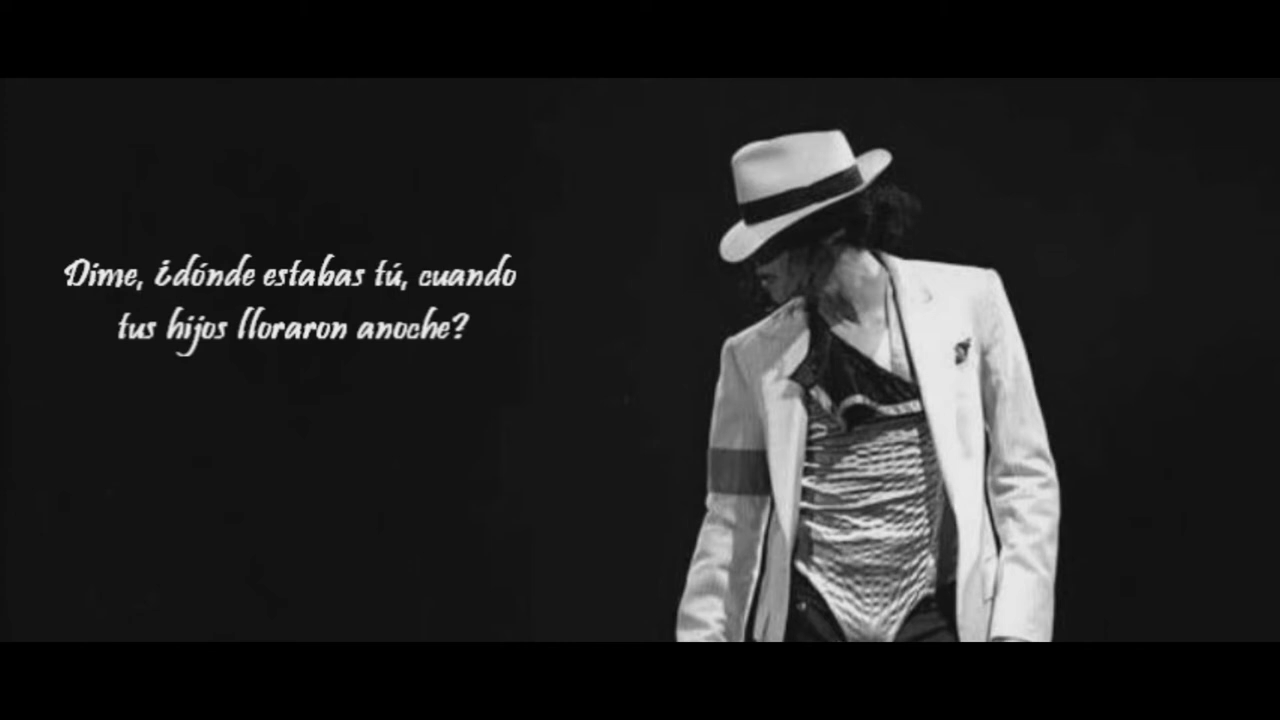 Dime, ¿dónde estabas tú, cuando
tus hijos lloraron anoche?